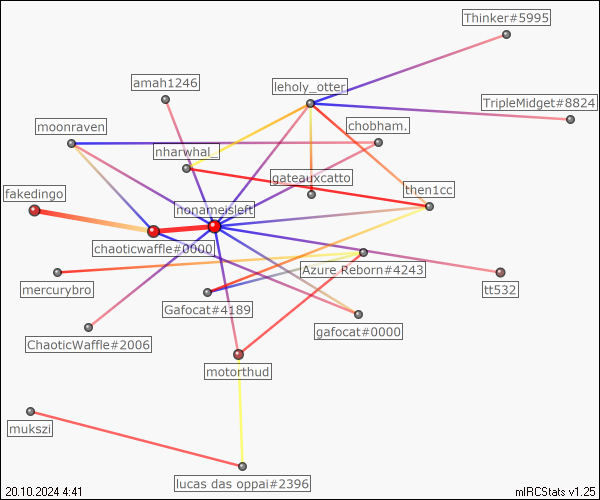 Thinker#5995
amah1246
leholy_otter
TripleMidget#8824
moonraven
chobham.
nharwhal_
gateauxcatto
fakedingo
then1cc
nonameisleft
chaoticwaffle#0000
Azure Reborn#4243
mercurybro
tt532
Gafocat#4189
gafocat#0000
ChaoticWaffle#2006
motorthud
mukszi
lucas das oppai#2396
20.10.2024 4:41
mIRCStats v1.25